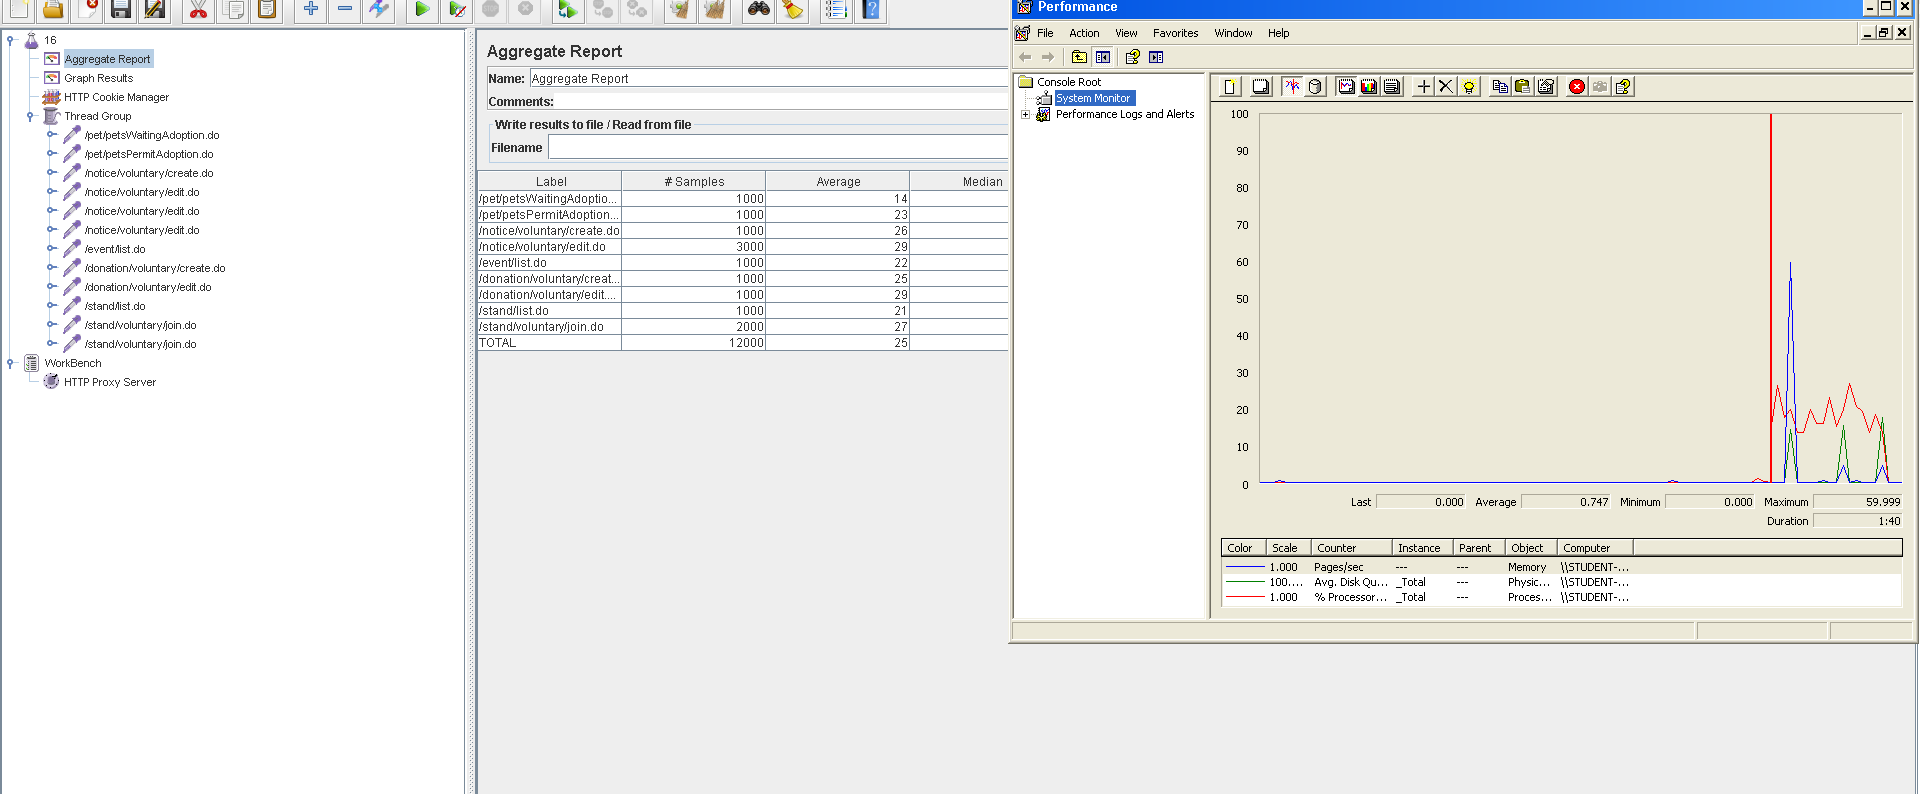 16
Aggregate Report
Graph Results
HTTP Cookie Manager
Thread Group
/pet/petsWaitingAdoption.do
/pet/petsPermitAdoption.do
/notice/voluntary/create.do
/notice/voluntary/edit.do
/notice/voluntary/edit.do
/notice/voluntary/edit.do
/event/list.do
/donation/voluntary/create.do
/donation/voluntary/edit.do
/stand/list.do
/stand/voluntary/join.do
/stand/voluntary/join.do
WorkBench
HTTP Proxy Server
Aggregate Report
Name: Aggregate Report
Comments:
Write results to file / Read from file
Filename
Label # Samples Average Median
/pet/petsWaitingAdoptio... 1000 14
/pet/petsPermitAdoption... 1000 23
/notice/voluntary/create.do 1000 26
/notice/voluntary/edit.do 3000 29
/event/list.do 1000 22
/donation/voluntary/creat... 1000 25
/donation/voluntary/edit.... 1000 29
/stand/list.do 1000 21
/stand/voluntary/join.do 2000 27
TOTAL 12000 25
Performance
File Action View Favorites Window Help
Console Root
System Monitor
Performance Logs and Alerts
100
90
80
70
60
50
40
30
20
10
0
Last 0.000 Average 0.747 Minimum 0.000 Maximum 59.999
Duration 1:40
Color Scale Counter Instance Parent Object Computer
1.000 Pages/sec --- --- Memory \\STUDENT-...
100.... Avg. Disk Qu... _Total --- Physic... \\STUDENT-...
1.000 % Processor... _Total --- Proces... \\STUDENT-...